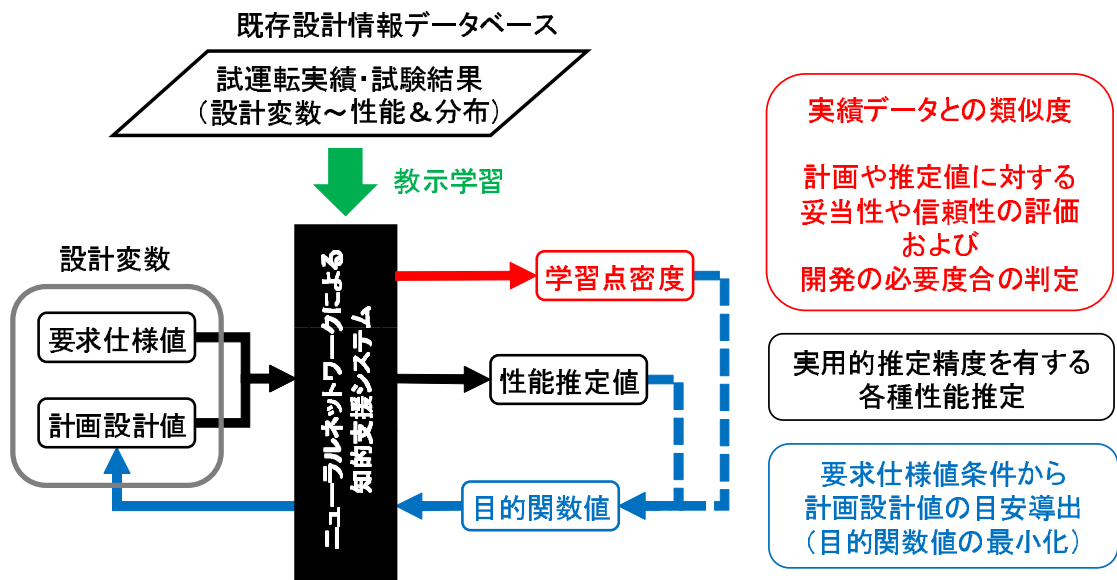 既存設計情報データベース
試運転実績・試験結果
（設計変数～性能＆分布）
教示学習
設計変数
要求仕様値
計画設計値
ニューラルネットワークによる
知的支援システム
学習点密度
性能推定値
目的関数値
実績データとの類似度
計画や推定値に対する
妥当性や信頼性の評価
および
開発の必要度合の判定
実用的推定精度を有する
各種性能推定
要求仕様値条件から
計画設計値の目安導出
（目的関数値の最小化）